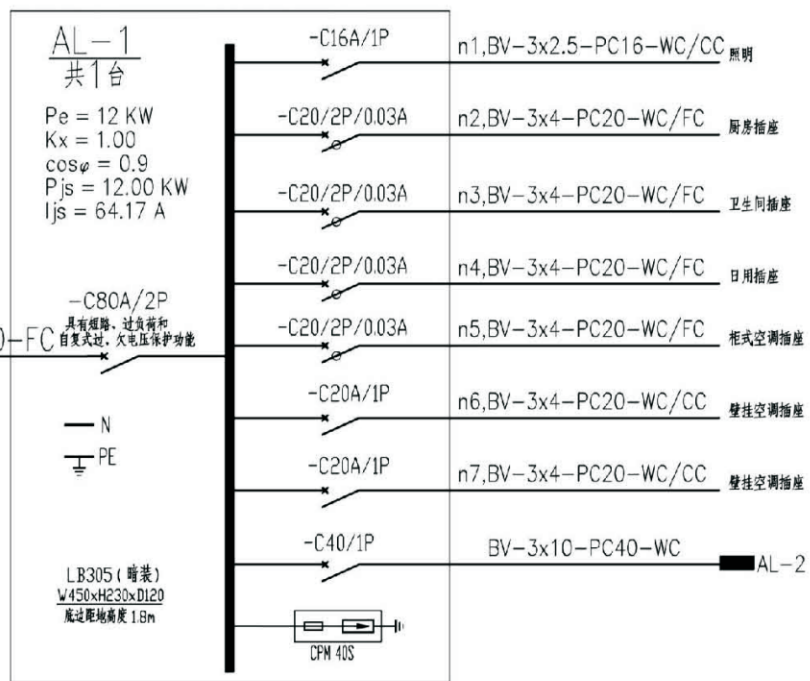 AL-1
共1台
Pe = 12 KW
Kx = 1.00
cosφ = 0.9
Pjs = 12.00 KW
Ijs = 64.17 A
-C80A/2P
具有短路、过负荷和
自复式过、欠电压保护功能
-FC
N
PE
LB305(暗装)
W450xH230xD120
底边距地高度 1.8m
-C16A/1P n1,BV-3x2.5-PC16-WC/CC 照明
-C20/2P/0.03A n2,BV-3x4-PC20-WC/FC 厨房插座
-C20/2P/0.03A n3,BV-3x4-PC20-WC/FC 卫生间插座
-C20/2P/0.03A n4,BV-3x4-PC20-WC/FC 日用插座
-C20/2P/0.03A n5,BV-3x4-PC20-WC/FC 柜式空调插座
-C20A/1P n6,BV-3x4-PC20-WC/CC 壁挂空调插座
-C20A/1P n7,BV-3x4-PC20-WC/CC 壁挂空调插座
-C40/1P BV-3x10-PC40-WC AL-2
CPM 40S